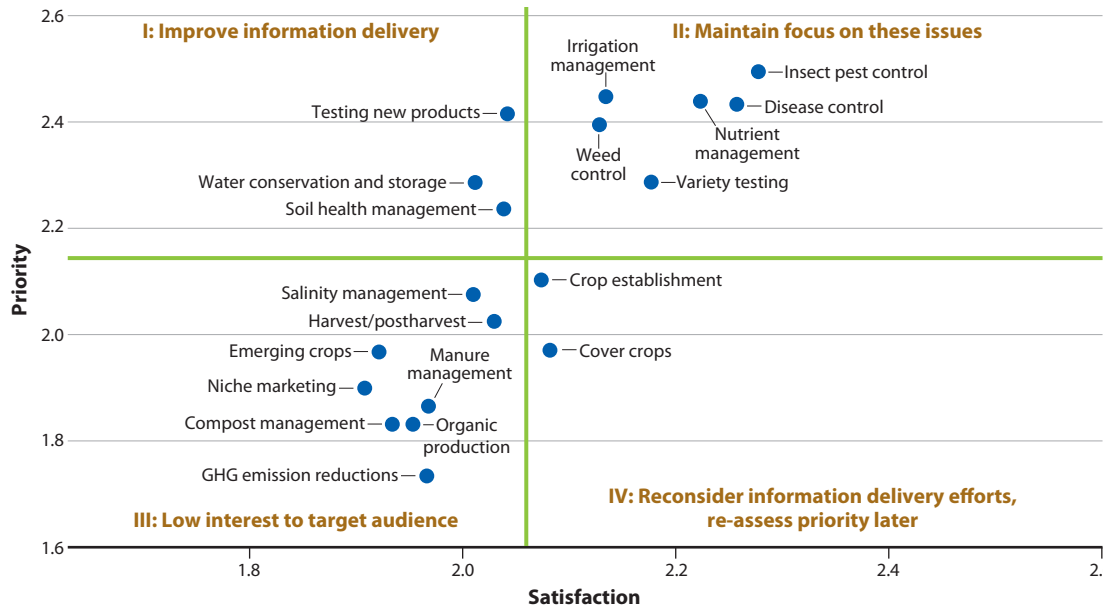 2.6
I: Improve information delivery
II: Maintain focus on these issues
Irrigation
management
Insect pest control
Testing new products
Disease control
2.4
Nutrient
management
Weed
control
Water conservation and storage
Variety testing
Soil health management
2.2
Priority
Crop establishment
Salinity management
Harvest/postharvest
2.0
Emerging crops
Manure
management
Cover crops
Niche marketing
Compost management
Organic
production
1.8
GHG emission reductions
III: Low interest to target audience
IV: Reconsider information delivery efforts,
re-assess priority later
1.6
1.8
2.0
2.2
2.4
2.
Satisfaction